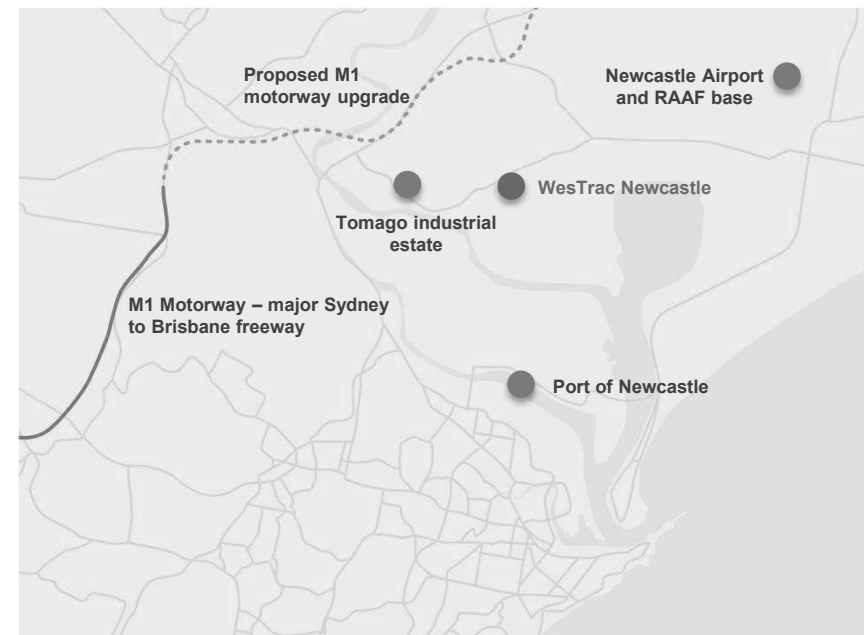 Proposed M1
motorway upgrade
Newcastle Airport
and RAAF base
WesTrac Newcastle
Tomago industrial
estate
M1 Motorway – major Sydney
to Brisbane freeway
Port of Newcastle